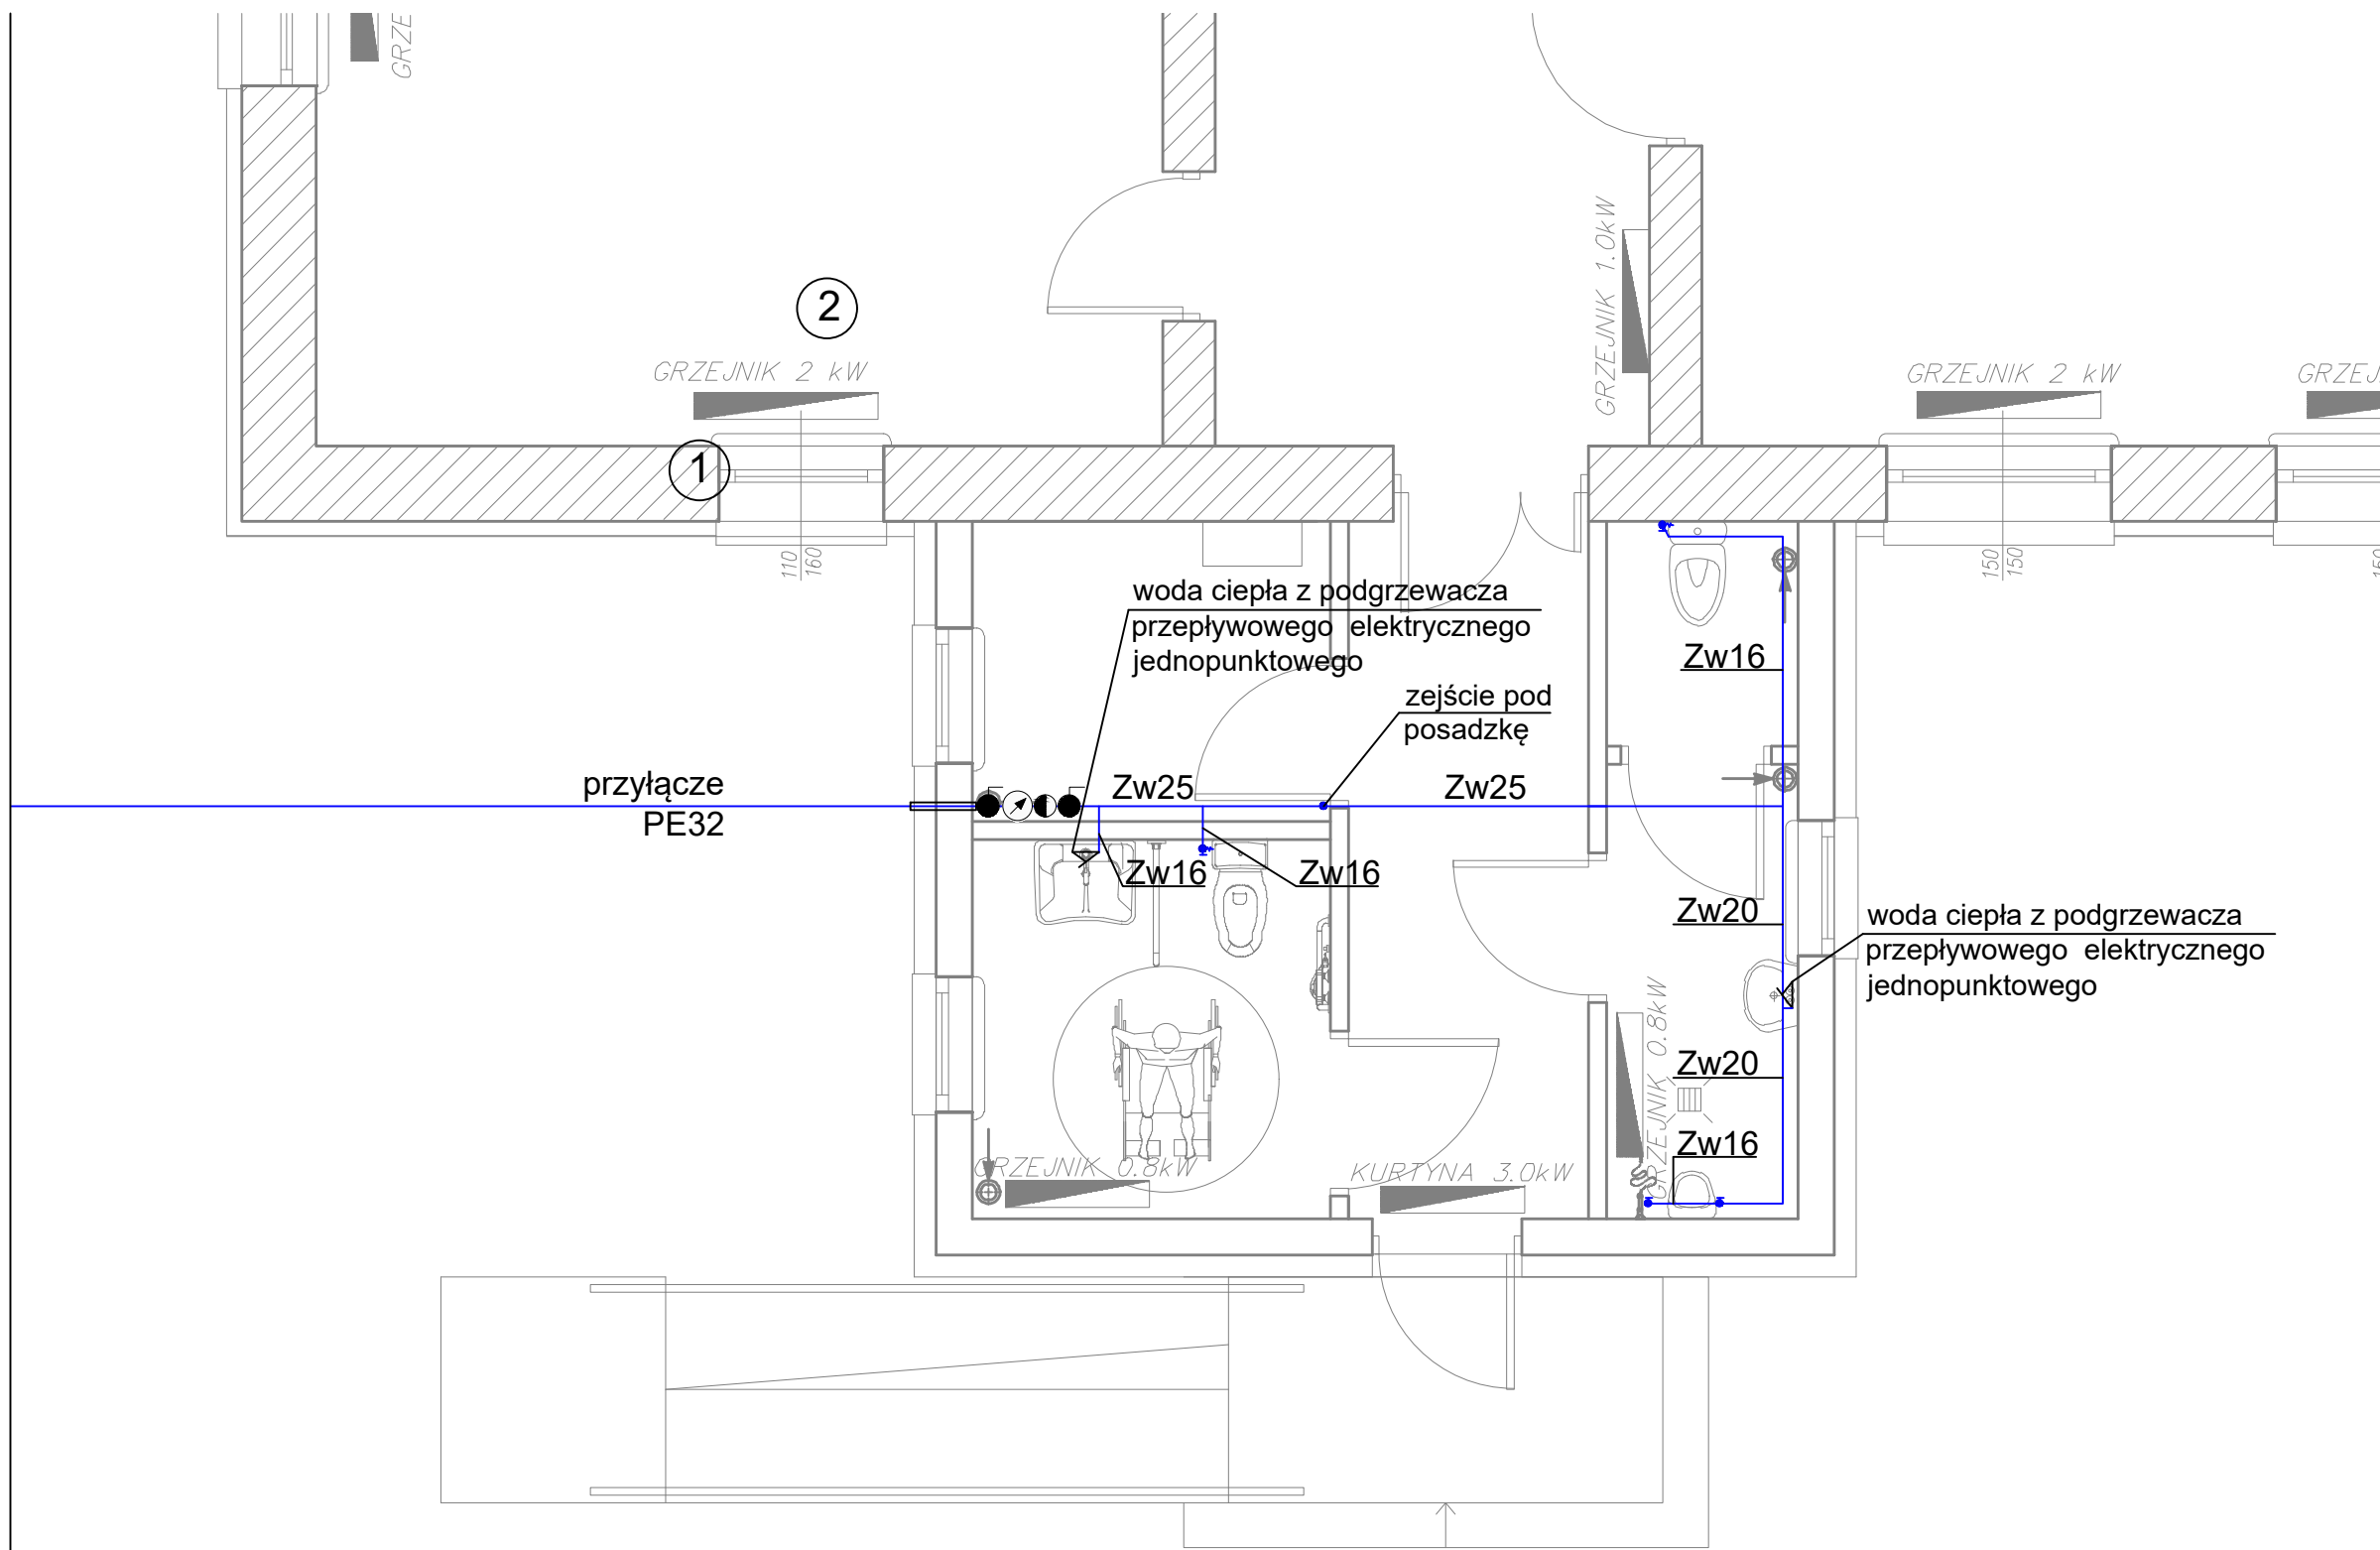 GRZE
2
GRZEJNIK 2 kW
1
110
160
GRZEJNIK 1.0kW
GRZEJNIK 2 kW
GRZEJ
150
150
150
woda ciepła z podgrzewacza
przepływowego elektrycznego
jednopunktowego
zejście pod
posadzkę
Zw16
przyłącze
PE32
Zw25
Zw25
Zw16
Zw16
Zw20
woda ciepła z podgrzewacza
przepływowego elektrycznego
jednopunktowego
GRZEJNIK 0.8kW
Zw20
Zw16
GRZEJNIK 0.8kW
KURTYNA 3.0kW